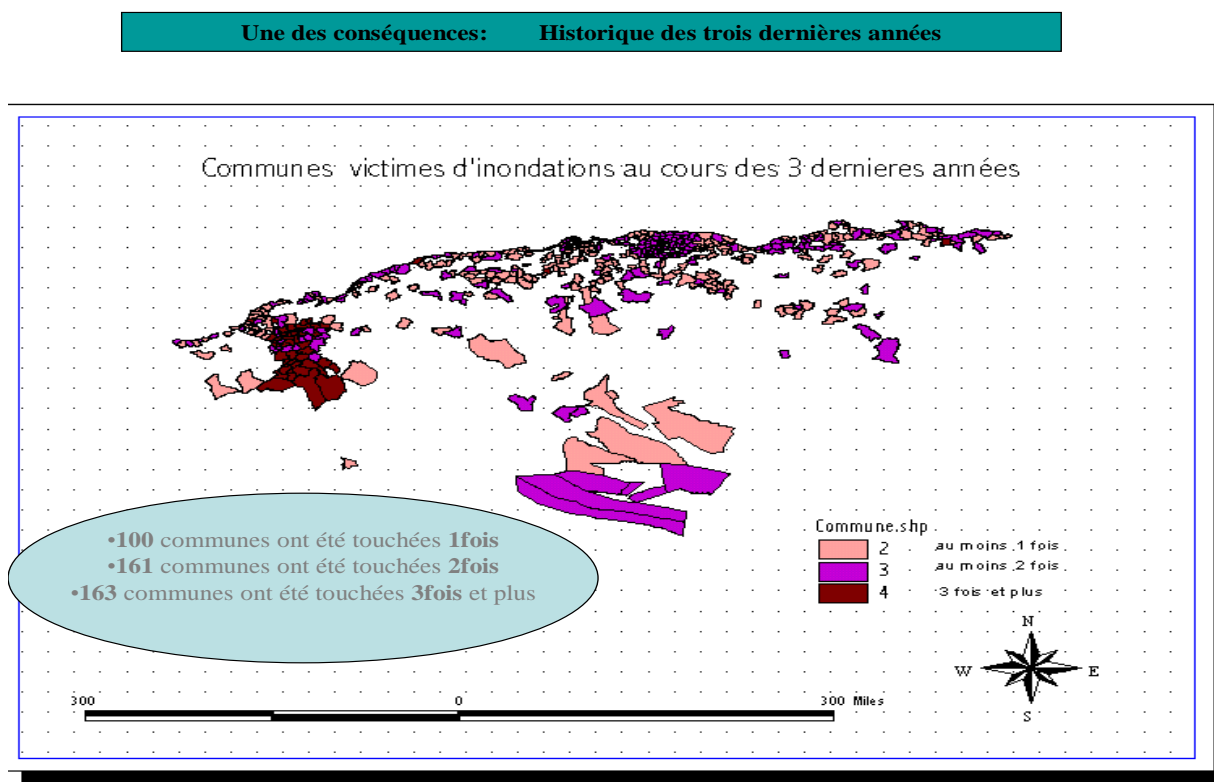 Une des conséquences: Historique des trois dernières années
Communes victimes d'inondations au cours des 3 dernieres années
•100 communes ont été touchées 1fois
•161 communes ont été touchées 2fois
•163 communes ont été touchées 3fois et plus
Commune.shp
2 au moins 1 fois
3 au moins 2 fois
4 3 fois et plus
N
W E
S
300 0 300 Miles